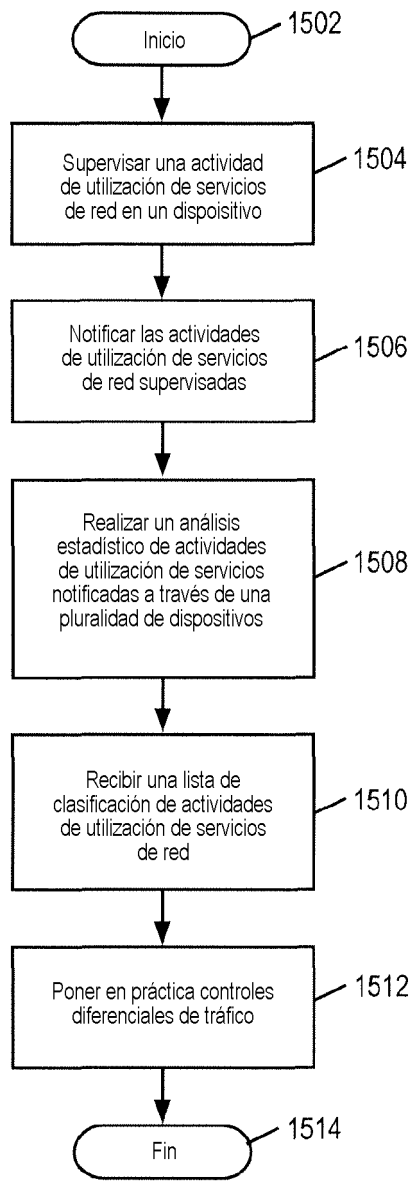 Inicio
1502
Supervisar una actividad
de utilización de servicios
de red en un dispoisitivo
1504
Notificar las actividades
de utilización de servicios
de red supervisadas
1506
Realizar un análisis
estadístico de actividades
de utilización de servicios
notificadas a través de una
pluralidad de dispositivos
1508
Recibir una lista de
clasificación de actividades
de utilización de servicios
de red
1510
Poner en práctica controles
diferenciales de tráfico
1512
Fin
1514